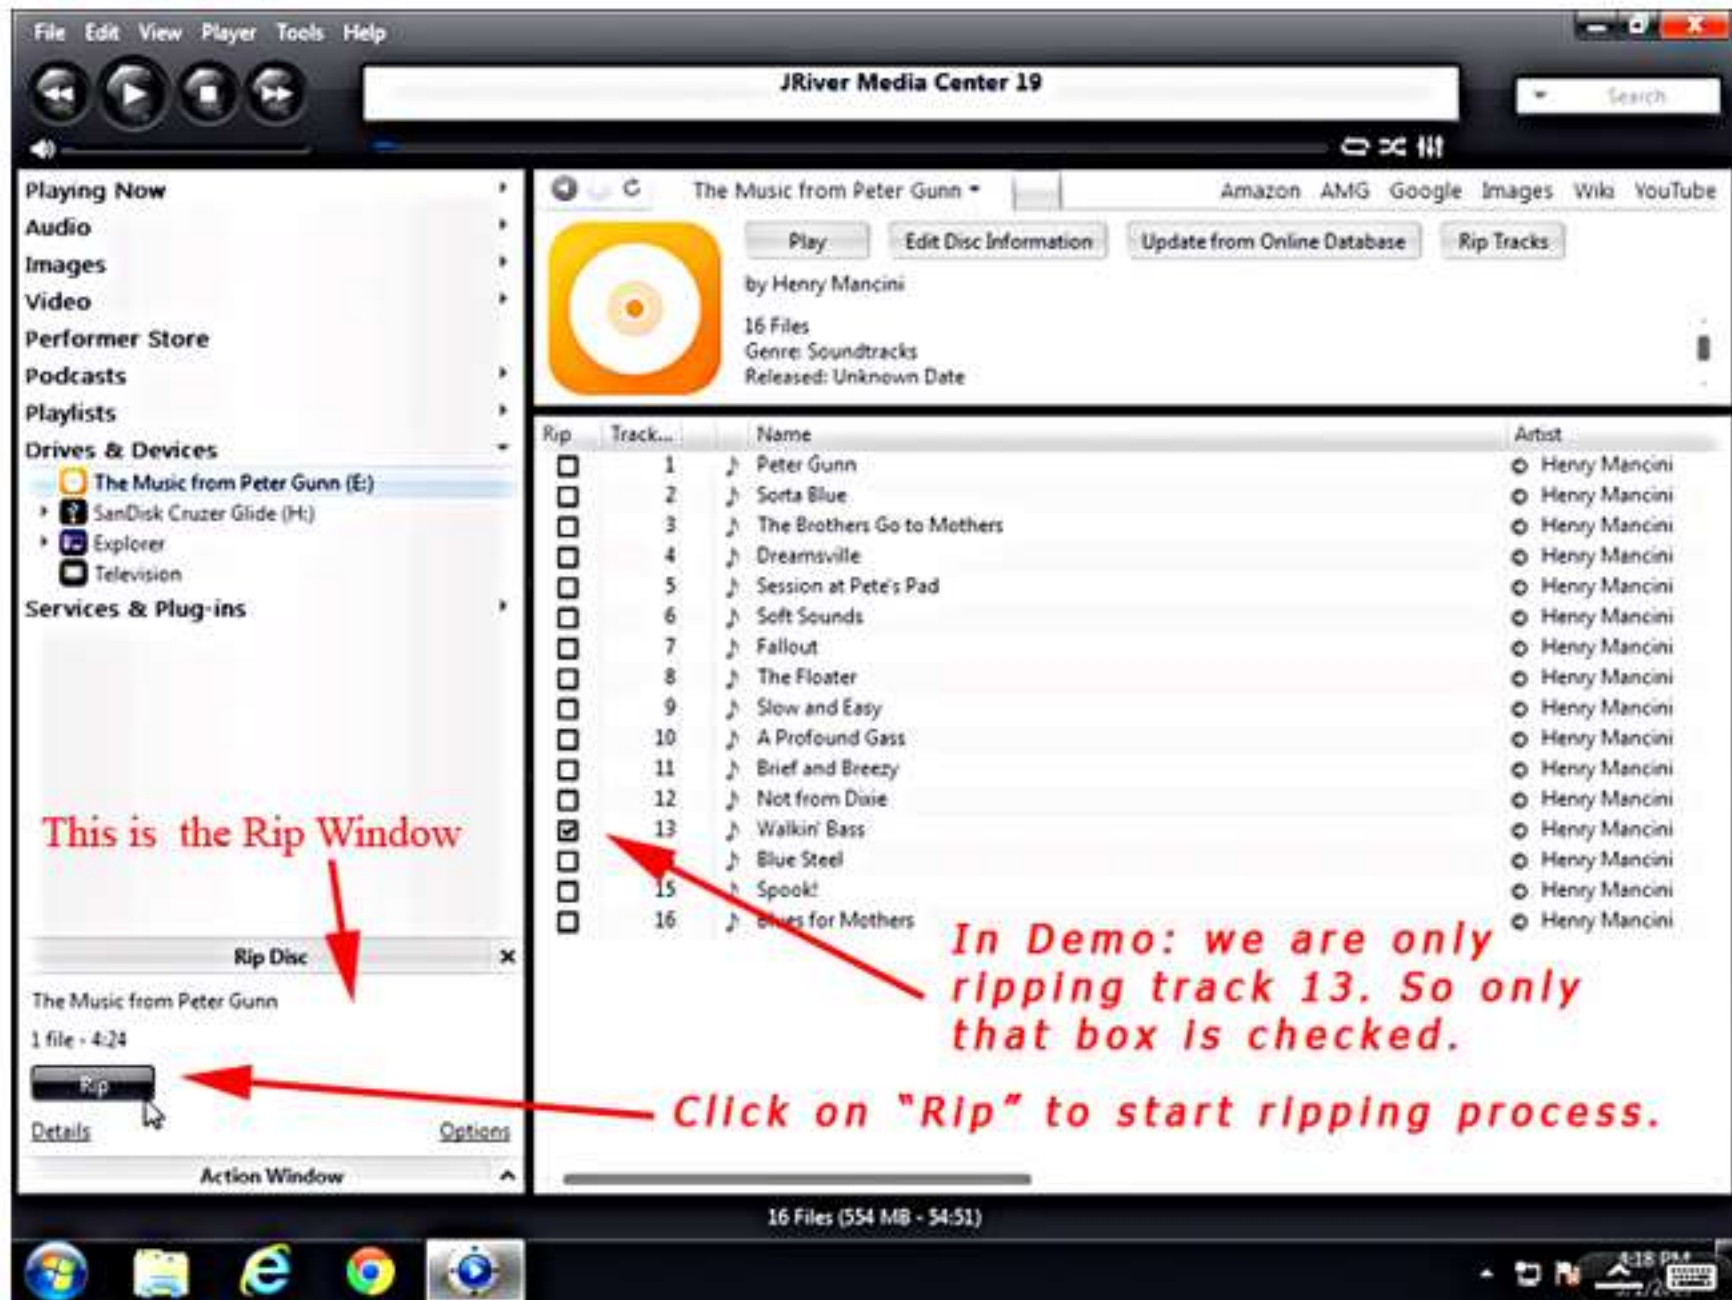 File Edit View Player Tools Help
JRiver Media Center 19
Search
Playing Now
Audio
Images
Video
Performer Store
Podcasts
Playlists
Drives & Devices
The Music from Peter Gunn (E:)
SanDisk Cruzer Glide (H:)
Explorer
Television
Services & Plug-ins
This is the Rip Window
Rip Disc
The Music from Peter Gunn
1 file - 4:24
Rip
Details Options
Action Window
The Music from Peter Gunn Amazon AMG Google Images Wiki YouTube
Play Edit Disc Information Update from Online Database Rip Tracks
by Henry Mancini
16 Files
Genre: Soundtracks
Released: Unknown Date
Rip Track... Name Artist
1 Peter Gunn Henry Mancini
2 Sorta Blue Henry Mancini
3 The Brothers Go to Mothers Henry Mancini
4 Dreamsville Henry Mancini
5 Session at Pete's Pad Henry Mancini
6 Soft Sounds Henry Mancini
7 Fallout Henry Mancini
8 The Floater Henry Mancini
9 Slow and Easy Henry Mancini
10 A Profound Gass Henry Mancini
11 Brief and Breezy Henry Mancini
12 Not from Dixie Henry Mancini
13 Walkin' Bass Henry Mancini
Blue Steel Henry Mancini
15 Spook! Henry Mancini
16 Blues for Mothers Henry Mancini
In Demo: we are only
ripping track 13. So only
that box is checked.
Click on "Rip" to start ripping process.
16 Files (554 MB - 54:51)
4:18 PM